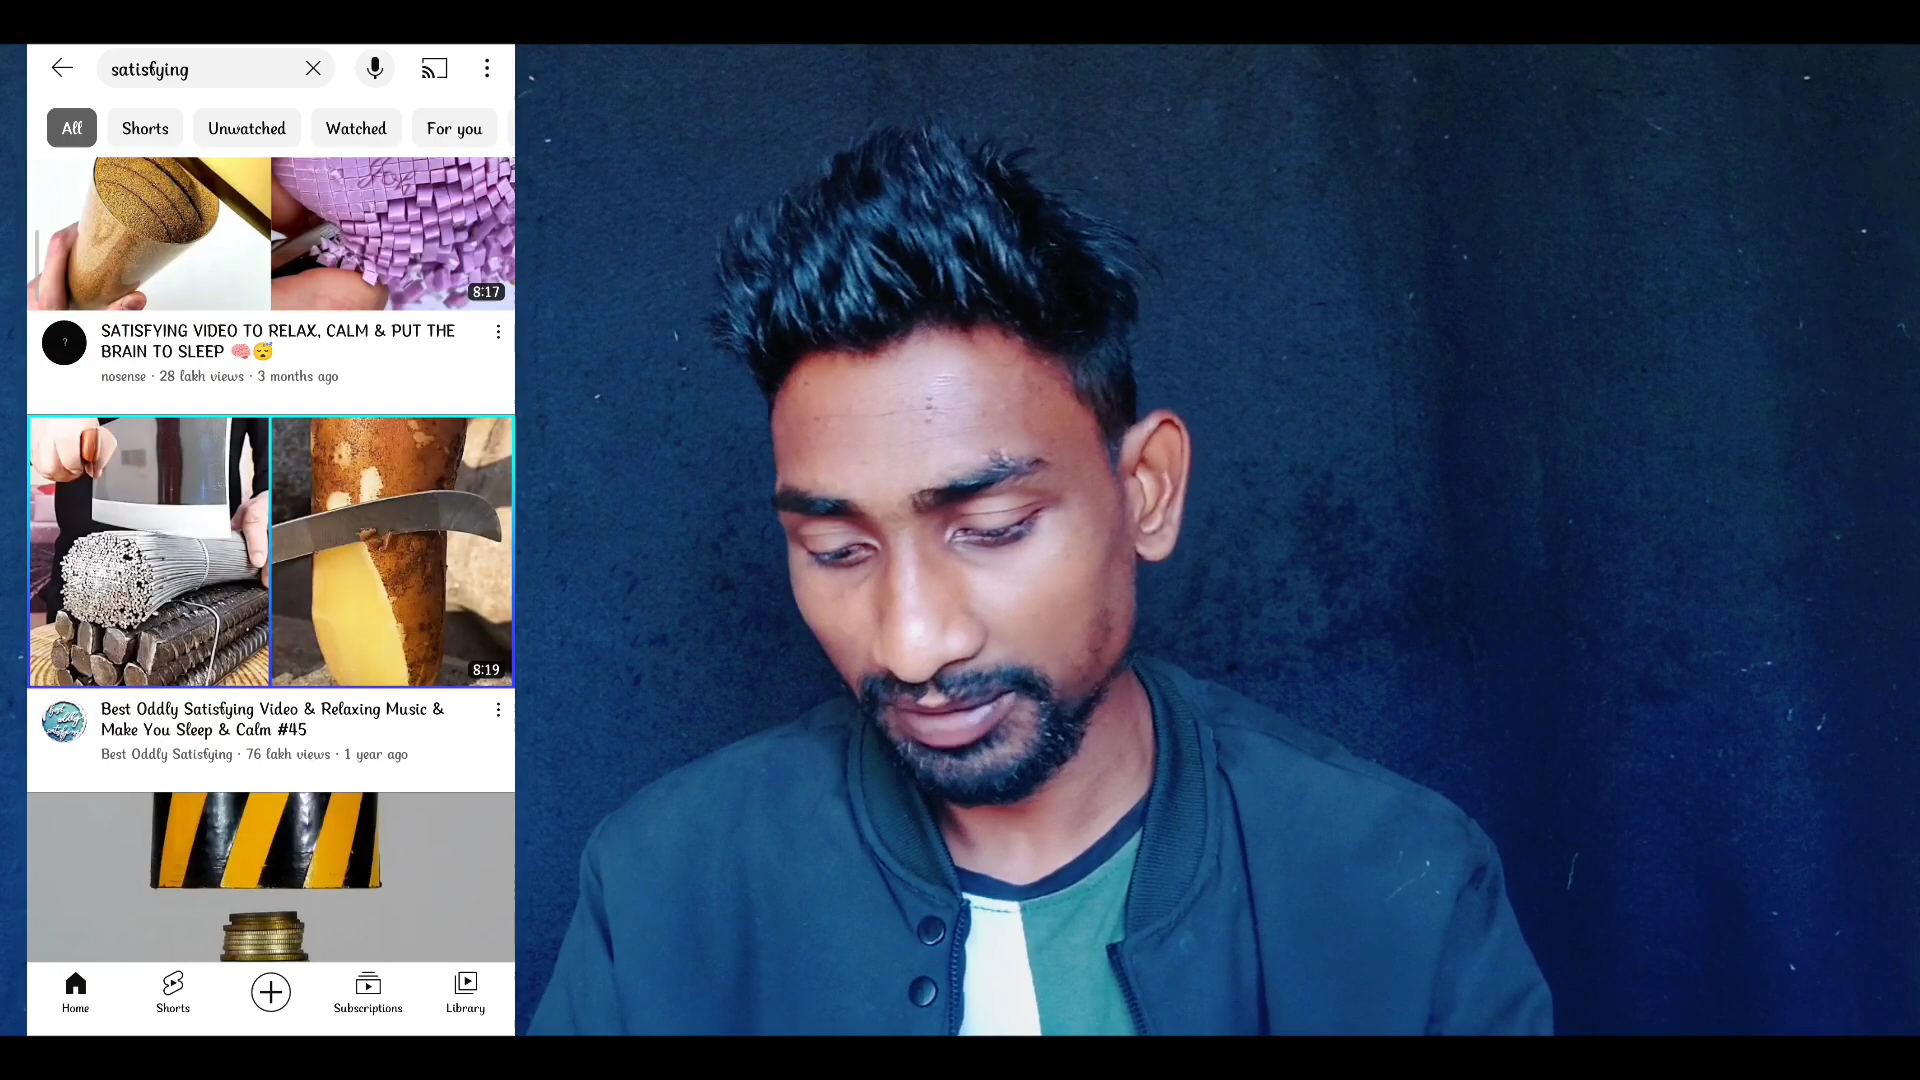 satisfying
All
Shorts
Unwatched
Watched
For you
8:17
?
SATISFYING VIDEO TO RELAX, CALM & PUT THE
BRAIN TO SLEEP 🧠😴
nosense · 28 lakh views · 3 months ago
8:19
Best Oddly Satisfying Video & Relaxing Music &
Make You Sleep & Calm #45
Best Oddly Satisfying · 76 lakh views · 1 year ago
Home
Shorts
Subscriptions
Library